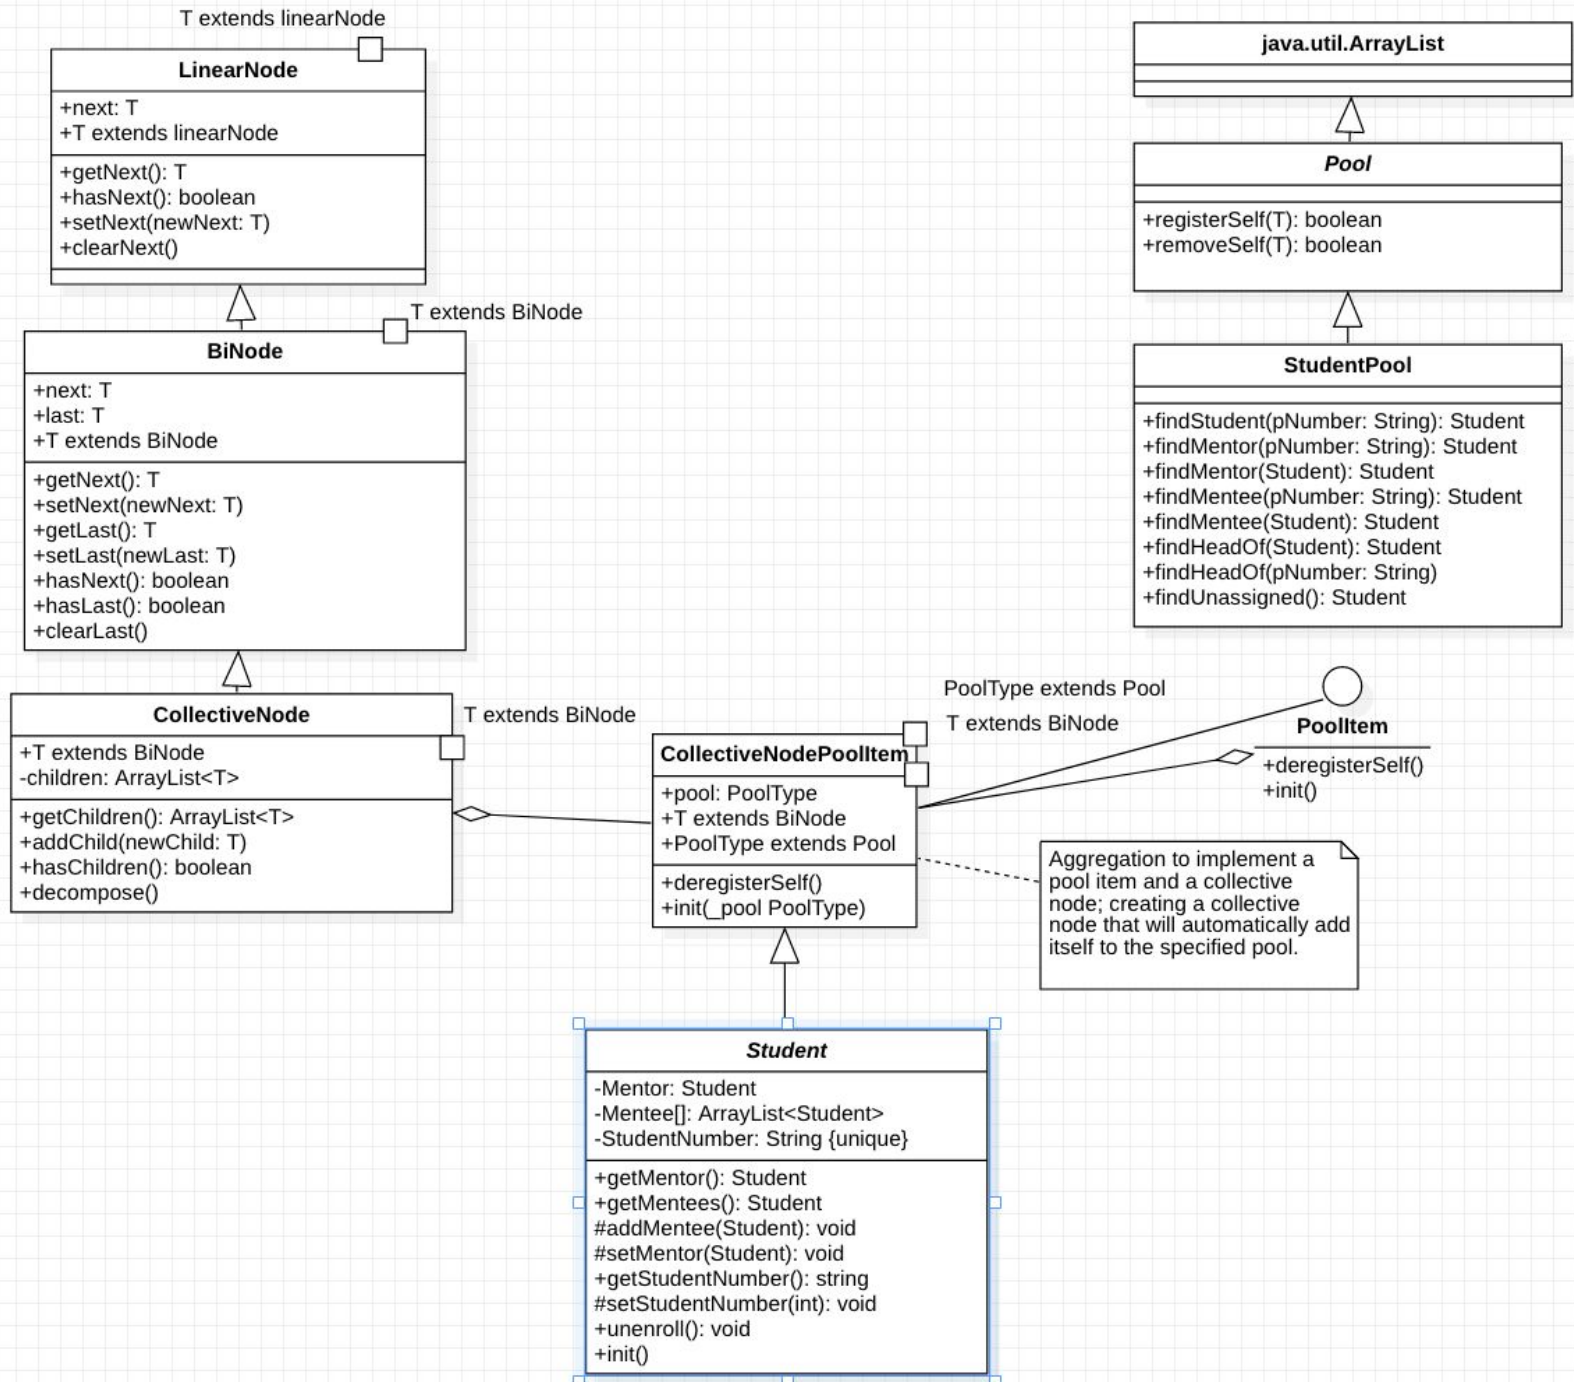 T extends linearNode
LinearNode
+next: T
+T extends linearNode
+getNext(): T
+hasNext(): boolean
+setNext(newNext: T)
+clearNext()
T extends BiNode
BiNode
+next: T
+last: T
+T extends BiNode
+getNext(): T
+setNext(newNext: T)
+getLast(): T
+setLast(newLast: T)
+hasNext(): boolean
+hasLast(): boolean
+clearLast()
T extends BiNode
CollectiveNode
+T extends BiNode
-children: ArrayList<T>
+getChildren(): ArrayList<T>
+addChild(newChild: T)
+hasChildren(): boolean
+decompose()
java.util.ArrayList
Pool
+registerSelf(T): boolean
+removeSelf(T): boolean
StudentPool
+findStudent(pNumber: String): Student
+findMentor(pNumber: String): Student
+findMentor(Student): Student
+findMentee(pNumber: String): Student
+findMentee(Student): Student
+findHeadOf(Student): Student
+findHeadOf(pNumber: String)
+findUnassigned(): Student
PoolType extends Pool
T extends BiNode
CollectiveNodePoolItem
+pool: PoolType
+T extends BiNode
+PoolType extends Pool
+deregisterSelf()
+init(_pool PoolType)
PoolItem
+deregisterSelf()
+init()
Aggregation to implement a
pool item and a collective
node; creating a collective
node that will automatically add
itself to the specified pool.
Student
-Mentor: Student
-Mentee[]: ArrayList<Student>
-StudentNumber: String {unique}
+getMentor(): Student
+getMentees(): Student
#addMentee(Student): void
#setMentor(Student): void
+getStudentNumber(): string
#setStudentNumber(int): void
+unenroll(): void
+init()